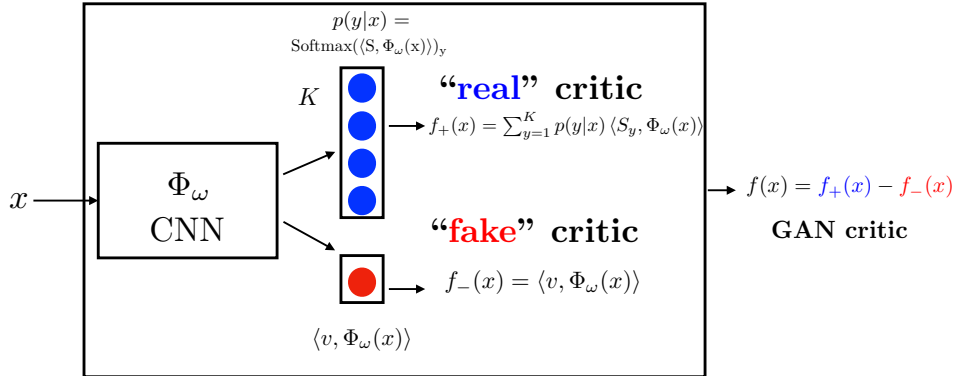 p(y|x) =
Softmax(⟨S, Φ_ω(x)⟩)_y
K
“real” critic
f_+(x) = ∑_{y=1}^{K} p(y|x) ⟨S_y, Φ_ω(x)⟩
x
Φ_ω
CNN
f(x) = f_+(x) − f_−(x)
GAN critic
“fake” critic
f_−(x) = ⟨v, Φ_ω(x)⟩
⟨v, Φ_ω(x)⟩